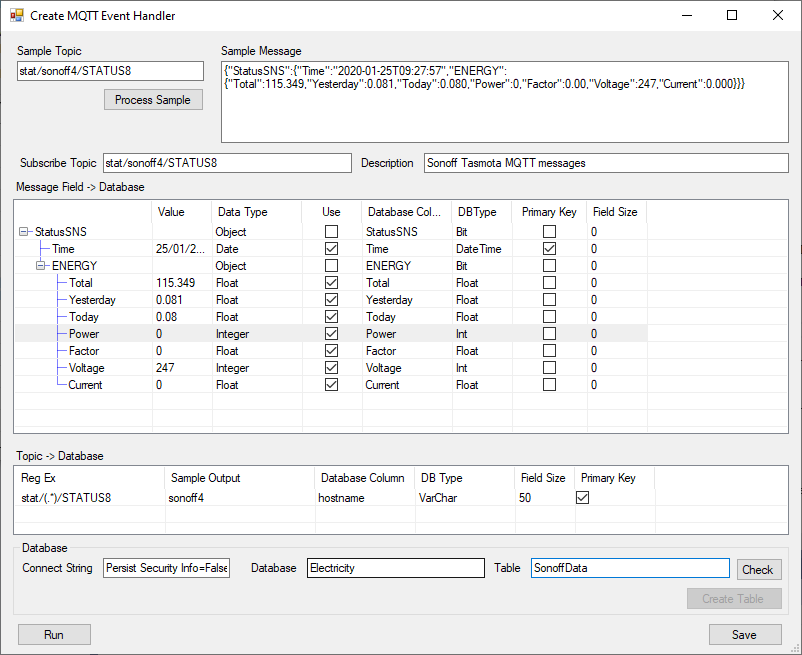 Create MQTT Event Handler
Sample Topic
Sample Message
stat/sonoff4/STATUS8
{"StatusSNS":{"Time":"2020-01-25T09:27:57","ENERGY":
{"Total":115.349,"Yesterday":0.081,"Today":0.080,"Power":0,"Factor":0.00,"Voltage":247,"Current":0.000}}}
Process Sample
Subscribe Topic stat/sonoff4/STATUS8 Description Sonoff Tasmota MQTT messages
Message Field -> Database
Value Data Type Use Database Col... DBType Primary Key Field Size
StatusSNS Object StatusSNS Bit 0
Time 25/01/2... Date Time DateTime 0
ENERGY Object ENERGY Bit 0
Total 115.349 Float Total Float 0
Yesterday 0.081 Float Yesterday Float 0
Today 0.08 Float Today Float 0
Power 0 Integer Power Int 0
Factor 0 Float Factor Float 0
Voltage 247 Integer Voltage Int 0
Current 0 Float Current Float 0
Topic -> Database
Reg Ex Sample Output Database Column DB Type Field Size Primary Key
stat/(.*)/STATUS8 sonoff4 hostname VarChar 50
Database
Connect String Persist Security Info=False Database Electricity Table SonoffData Check
Create Table
Run Save